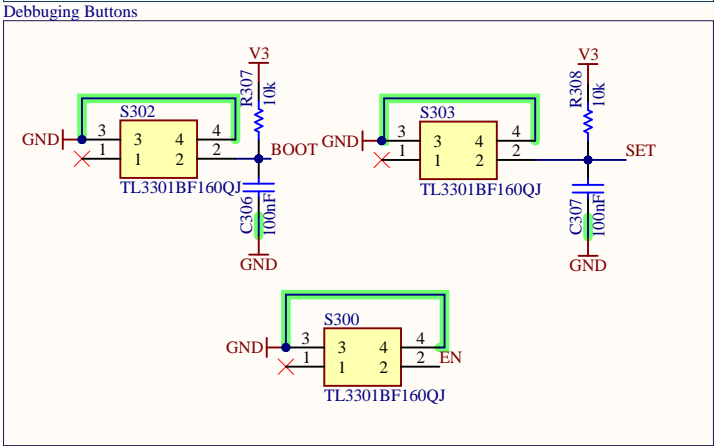 Debbuging Buttons
V3
R307
10k
S302
GND
3
3
4
4
1
1
2
2
BOOT
TL3301BF160QJ
C306
100nF
GND
V3
R308
10k
S303
GND
3
3
4
4
1
1
2
2
SET
TL3301BF160QJ
C307
100nF
GND
S300
GND
3
3
4
4
1
1
2
2
EN
TL3301BF160QJ